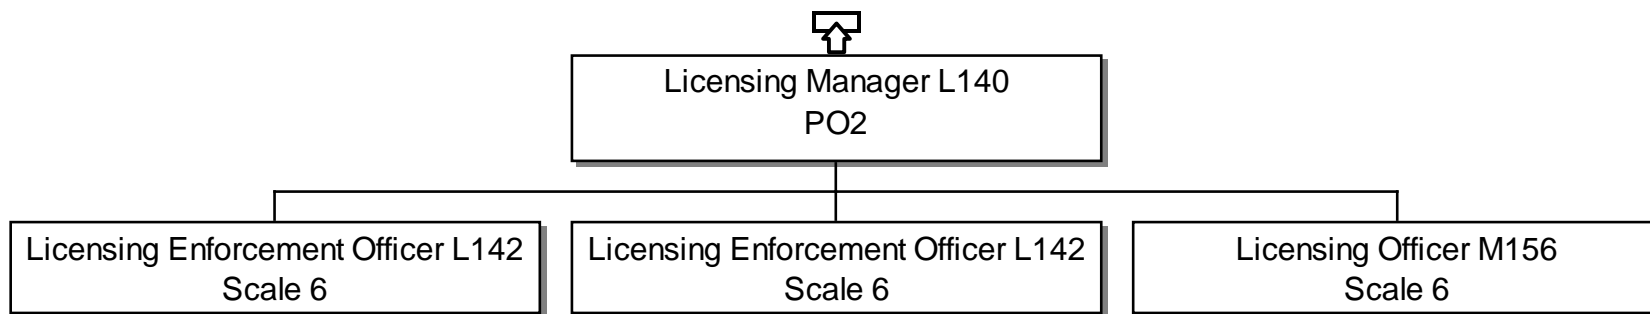 Licensing Manager L140
PO2
Licensing Enforcement Officer L142
Scale 6
Licensing Enforcement Officer L142
Scale 6
Licensing Officer M156
Scale 6